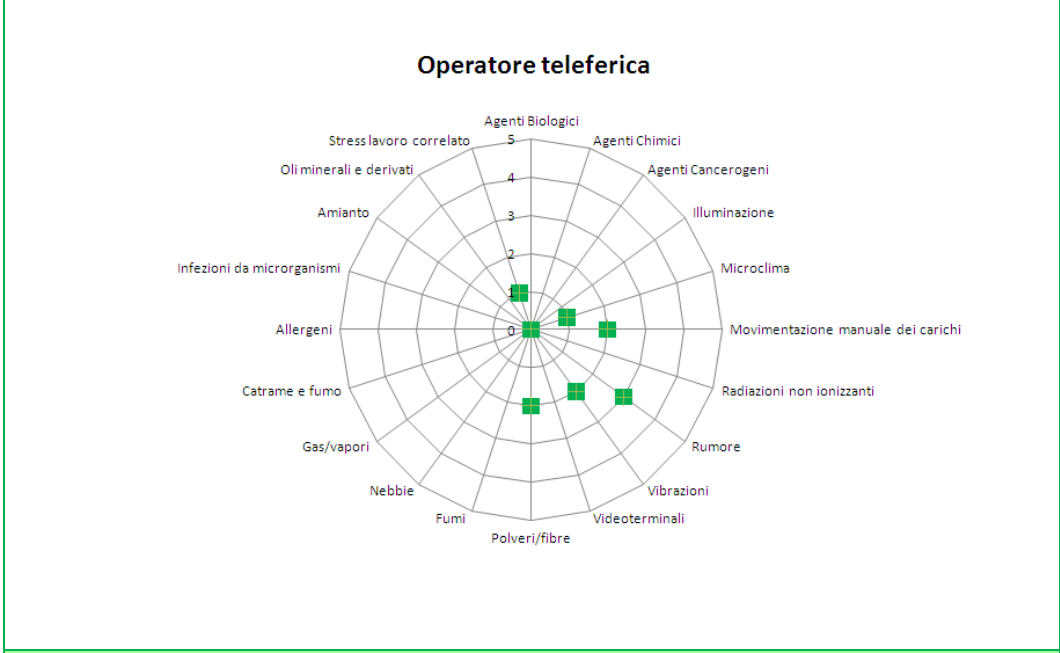 Operatore teleferica
Agenti Biologici
Stress lavoro correlato
Agenti Chimici
Oli minerali e derivati
Agenti Cancerogeni
Amianto
Illuminazione
Infezioni da microrganismi
Microclima
Allergeni
Movimentazione manuale dei carichi
Catrame e fumo
Radiazioni non ionizzanti
Gas/vapori
Rumore
Nebbie
Vibrazioni
Fumi
Videoterminali
Polveri/fibre
5
4
3
2
1
0